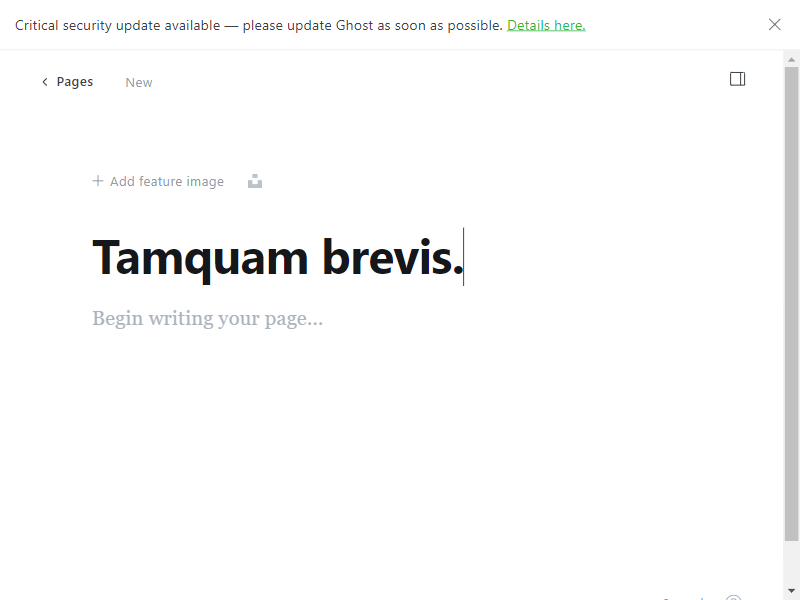 Critical security update available — please update Ghost as soon as possible. Details here.
Pages
New
Add feature image
Tamquam brevis.
Begin writing your page...